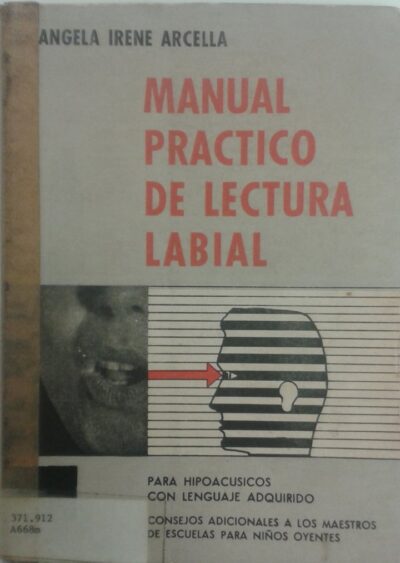 ANGELA IRENE ARCELLA
MANUAL
PRACTICO
DE LECTURA
LABIAL
PARA HIPOACUSICOS
CON LENGUAJE ADQUIRIDO
CONSEJOS ADICIONALES A LOS MAESTROS
DE ESCUELAS PARA NIÑOS OYENTES
371.912
A668m